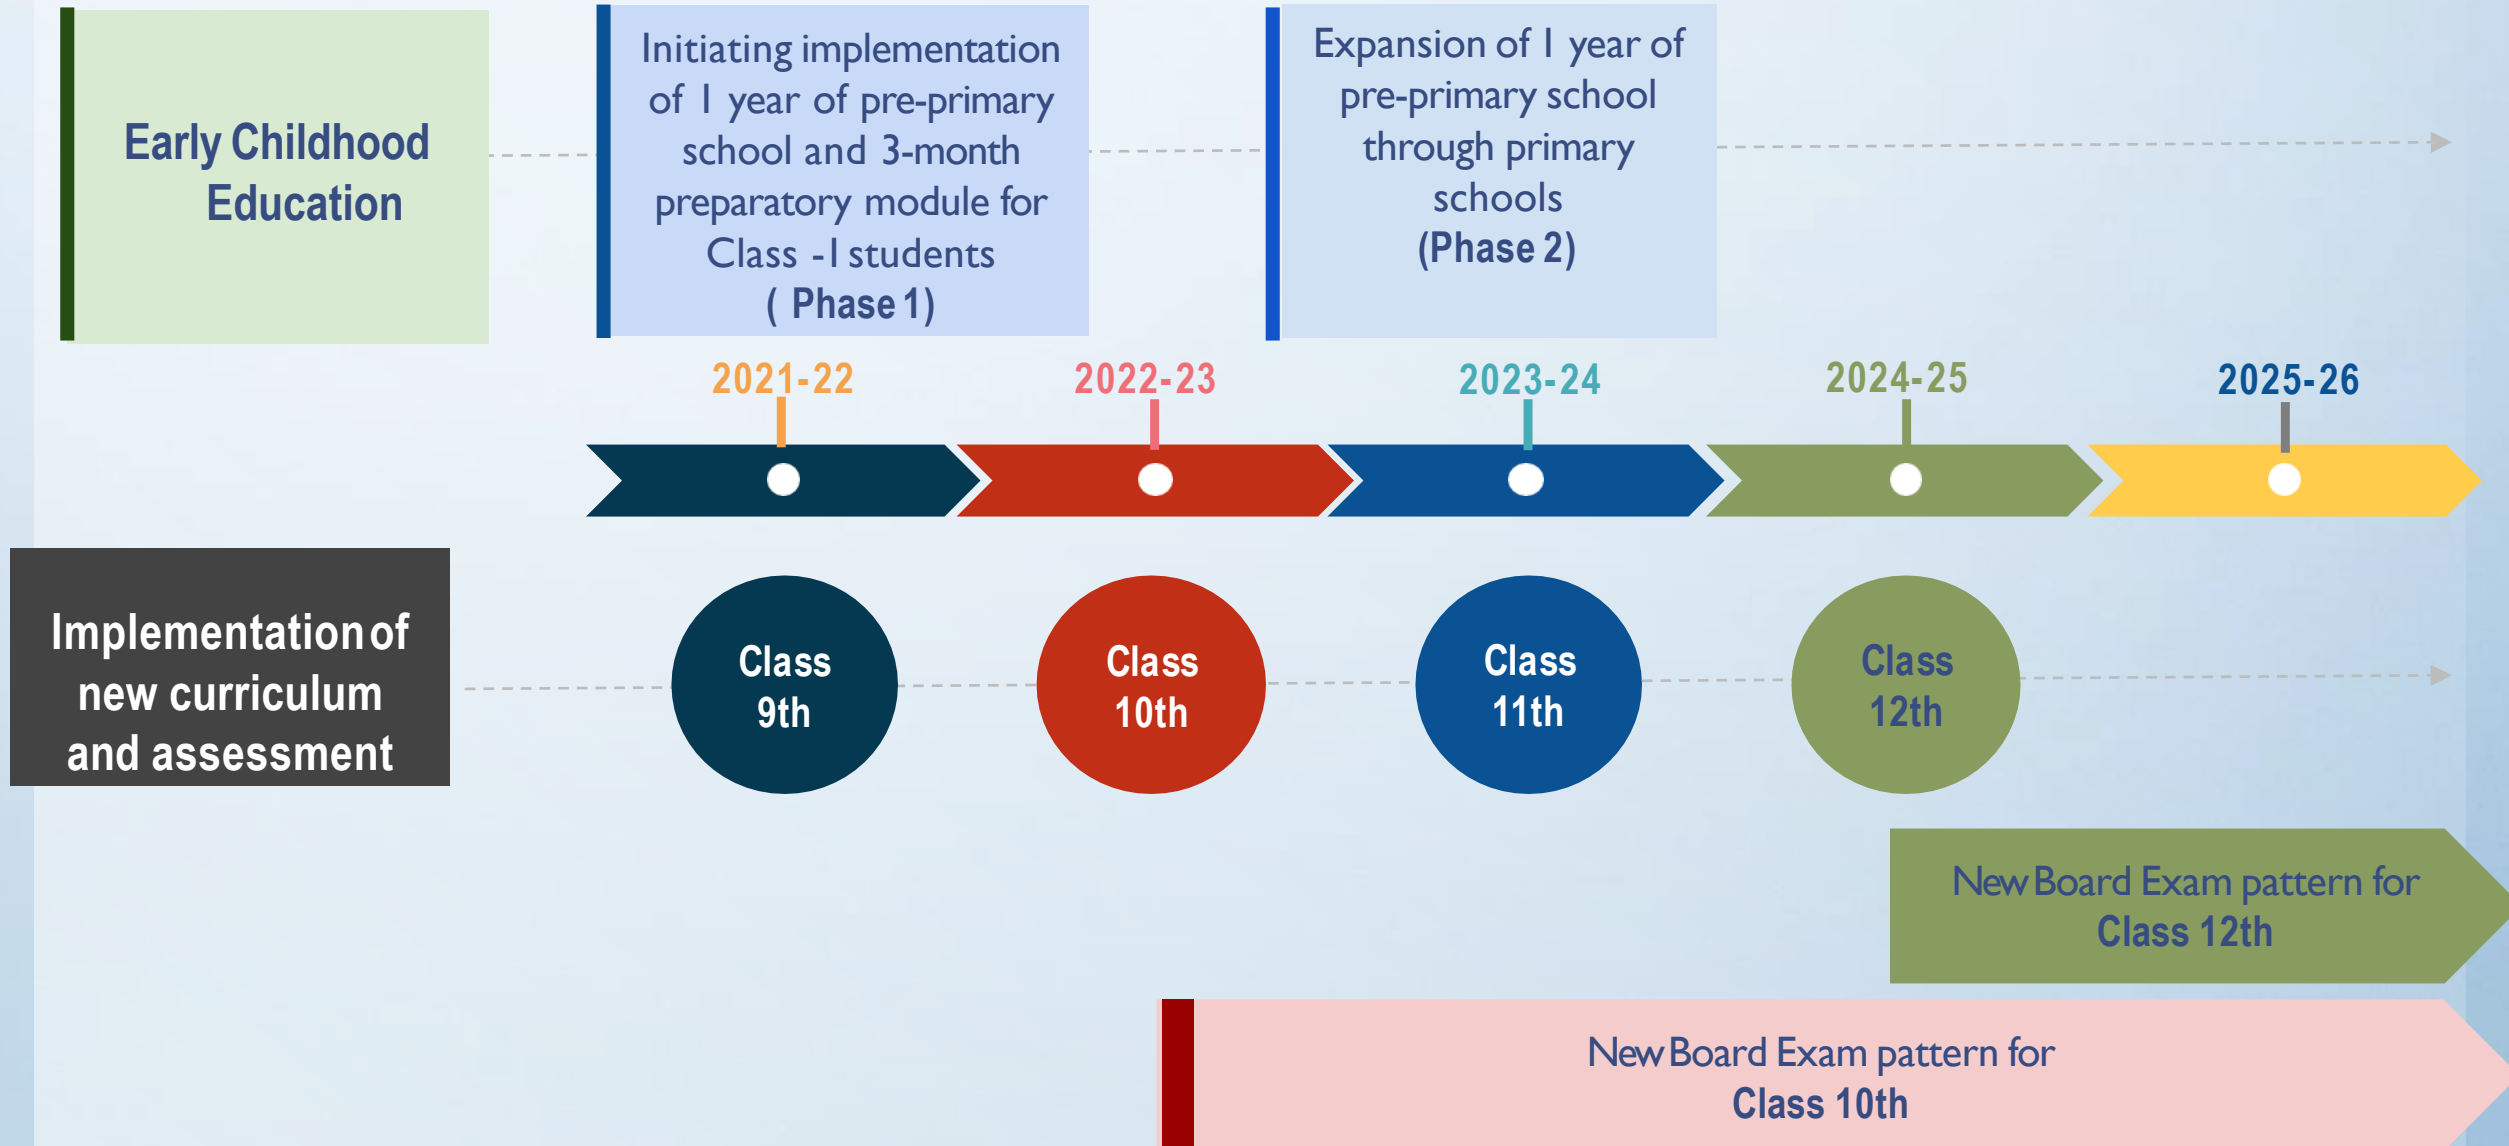 Early Childhood
Education
Initiating implementation
of 1 year of pre-primary
school and 3-month
preparatory module for
Class -1 students
( Phase 1)
Expansion of 1 year of
pre-primary school
through primary
schools
(Phase 2)
2021-22
2022-23
2023-24
2024-25
2025-26
Implementation of
new curriculum
and assessment
Class
9th
Class
10th
Class
11th
Class
12th
New Board Exam pattern for
Class 12th
New Board Exam pattern for
Class 10th